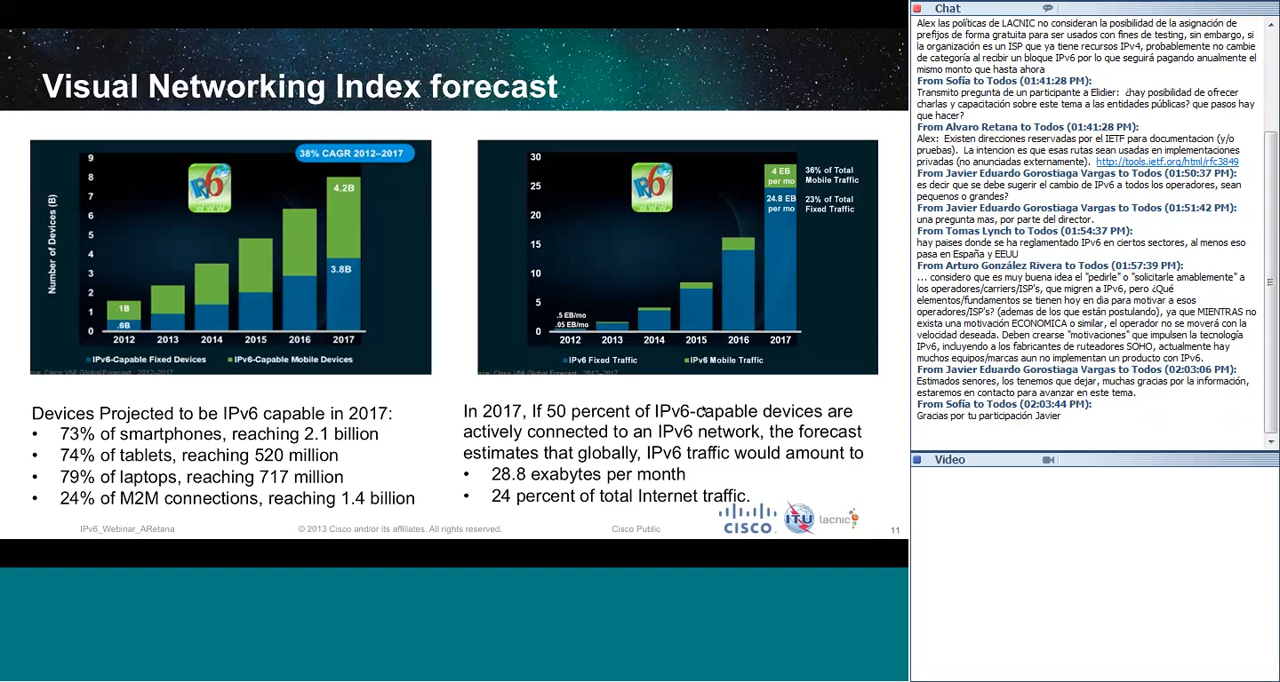 Visual Networking Index forecast
38% CAGR 2012–2017
Number of Devices (B)
9
8
7
6
5
4
3
2
1
0
IPv6
WWW
1B
.6B
4.2B
3.8B
2012 2013 2014 2015 2016 2017
IPv6-Capable Fixed Devices IPv6-Capable Mobile Devices
Cisco VNI Global Forecast, 2012–2017
30
25
20
15
10
5
0
IPv6
WWW
.5 EB/mo
.05 EB/mo
4 EB
per mo
24.8 EB
per mo
36% of Total
Mobile Traffic
23% of Total
Fixed Traffic
2012 2013 2014 2015 2016 2017
IPv6 Fixed Traffic IPv6 Mobile Traffic
Cisco VNI Global Forecast, 2012–2017
Devices Projected to be IPv6 capable in 2017:
• 73% of smartphones, reaching 2.1 billion
• 74% of tablets, reaching 520 million
• 79% of laptops, reaching 717 million
• 24% of M2M connections, reaching 1.4 billion
In 2017, If 50 percent of IPv6-capable devices are
actively connected to an IPv6 network, the forecast
estimates that globally, IPv6 traffic would amount to
• 28.8 exabytes per month
• 24 percent of total Internet traffic.
CISCO
ITU
lacnic
IPv6_Webinar_ARetana © 2013 Cisco and/or its affiliates. All rights reserved. Cisco Public 11
Chat
Alex las políticas de LACNIC no consideran la posibilidad de la asignación de
prefijos de forma gratuita para ser usados con fines de testing, sin embargo, si
la organización es un ISP que ya tiene recursos IPv4, probablemente no cambie
de categoría al recibir un bloque IPv6 por lo que seguirá pagando anualmente el
mismo monto que hasta ahora
From Sofía to Todos (01:41:28 PM):
Transmito pregunta de un participante a Elidier: ¿hay posibilidad de ofrecer
charlas y capacitación sobre este tema a las entidades públicas? que pasos hay
que hacer?
From Alvaro Retana to Todos (01:41:28 PM):
Alex: Existen direcciones reservadas por el IETF para documentacion (y/o
pruebas). La intencion es que esas rutas sean usadas en implementaciones
privadas (no anunciadas externamente). http://tools.ietf.org/html/rfc3849
From Javier Eduardo Gorostiaga Vargas to Todos (01:50:37 PM):
es decir que se debe sugerir el cambio de IPv6 a todos los operadores, sean
pequenos o grandes?
From Javier Eduardo Gorostiaga Vargas to Todos (01:51:42 PM):
una pregunta mas, por parte del director.
From Tomas Lynch to Todos (01:54:37 PM):
hay paises donde se ha reglamentado IPv6 en ciertos sectores, al menos eso
pasa en España y EEUU
From Arturo González Rivera to Todos (01:57:39 PM):
... considero que es muy buena idea el "pedirle" o "solicitarle amablemente" a
los operadores/carriers/ISP's, que migren a IPv6, pero ¿Qué
elementos/fundamentos se tienen hoy en dia para motivar a esos
operadores/ISP's? (ademas de los que están postulando), ya que MIENTRAS no
exista una motivación ECONOMICA o similar, el operador no se moverá con la
velocidad deseada. Deben crearse "motivaciones" que impulsen la tecnología
IPv6, incluyendo a los fabricantes de ruteadores SOHO, actualmente hay
muchos equipos/marcas aun no implementan un producto con IPv6.
From Javier Eduardo Gorostiaga Vargas to Todos (02:03:06 PM):
Estimados senores, los tenemos que dejar, muchas gracias por la información,
estaremos en contacto para avanzar en este tema.
From Sofía to Todos (02:03:44 PM):
Gracias por tu participación Javier
Video